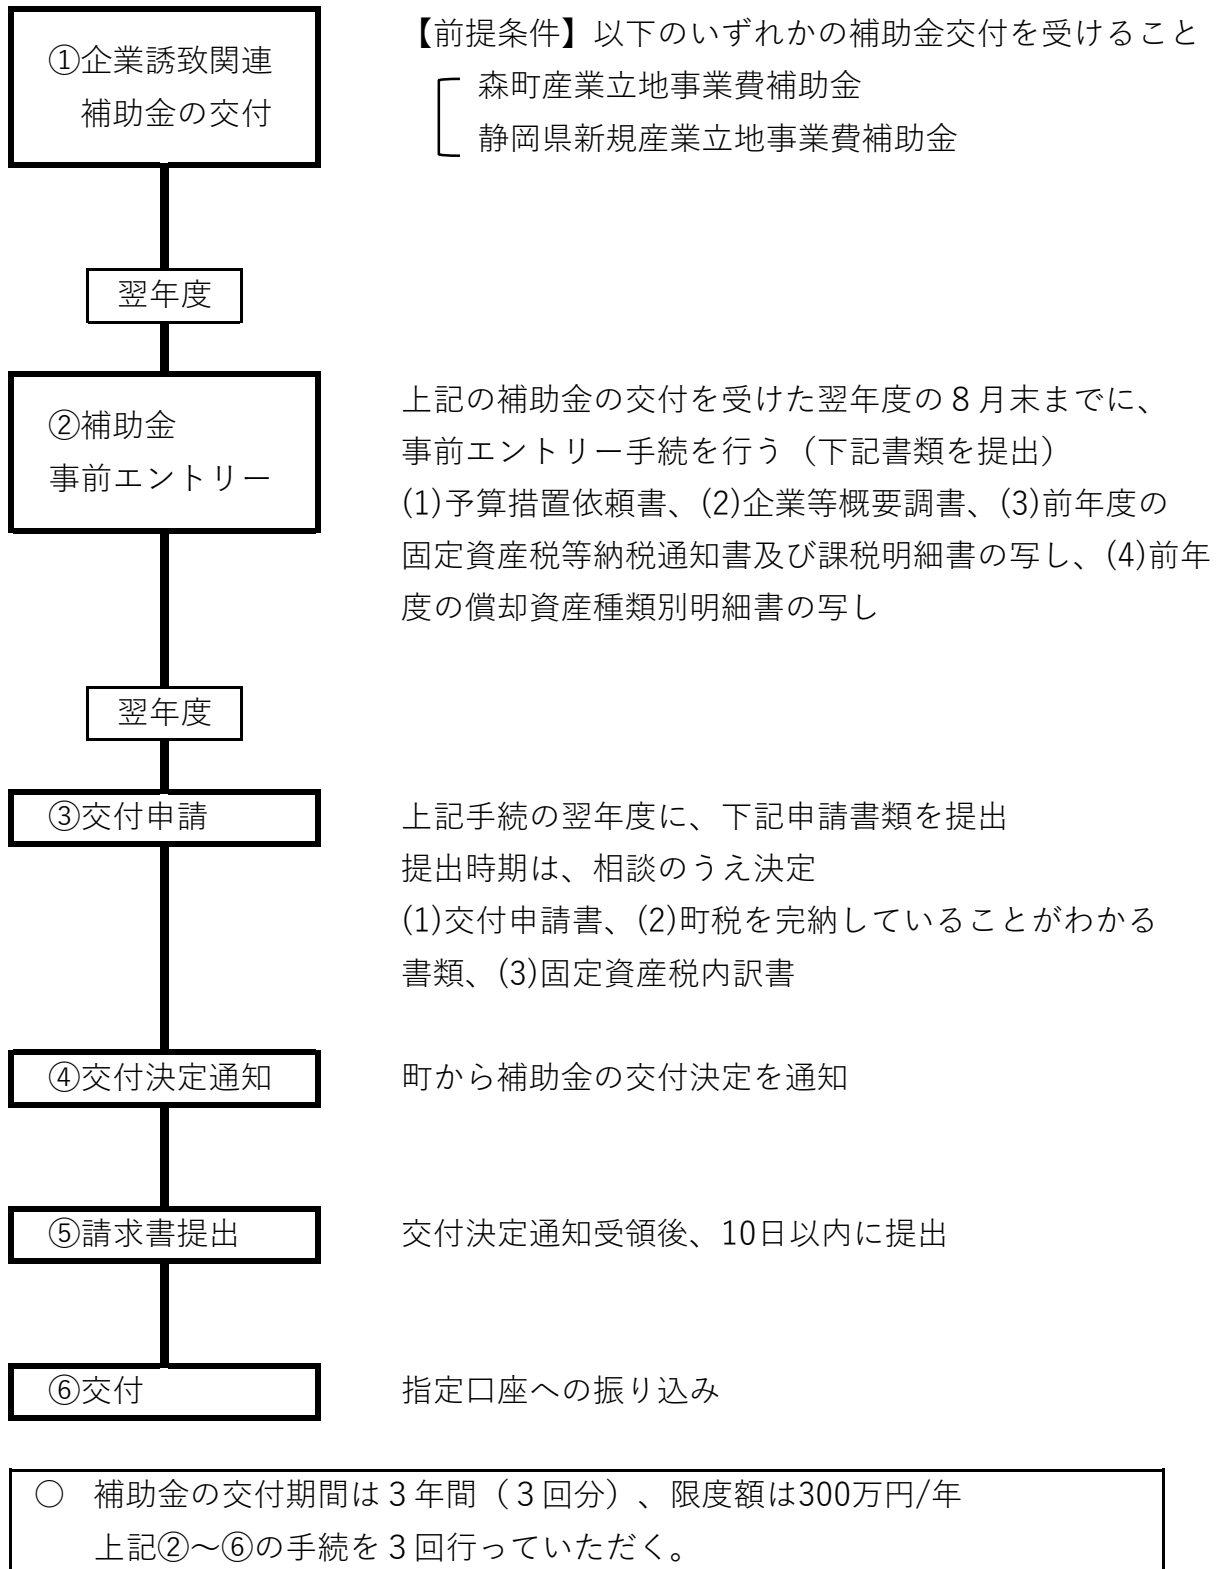 ①企業誘致関連
補助金の交付
【前提条件】以下のいずれかの補助金交付を受けること
森町産業立地事業費補助金
静岡県新規産業立地事業費補助金
翌年度
②補助金
事前エントリー
上記の補助金の交付を受けた翌年度の８月末までに、
事前エントリー手続を行う（下記書類を提出）
(1)予算措置依頼書、(2)企業等概要調書、(3)前年度の
固定資産税等納税通知書及び課税明細書の写し、(4)前年
度の償却資産種類別明細書の写し
翌年度
③交付申請
上記手続の翌年度に、下記申請書類を提出
提出時期は、相談のうえ決定
(1)交付申請書、(2)町税を完納していることがわかる
書類、(3)固定資産税内訳書
④交付決定通知
町から補助金の交付決定を通知
⑤請求書提出
交付決定通知受領後、10日以内に提出
⑥交付
指定口座への振り込み
○　補助金の交付期間は３年間（３回分）、限度額は300万円/年
上記②～⑥の手続を３回行っていただく。